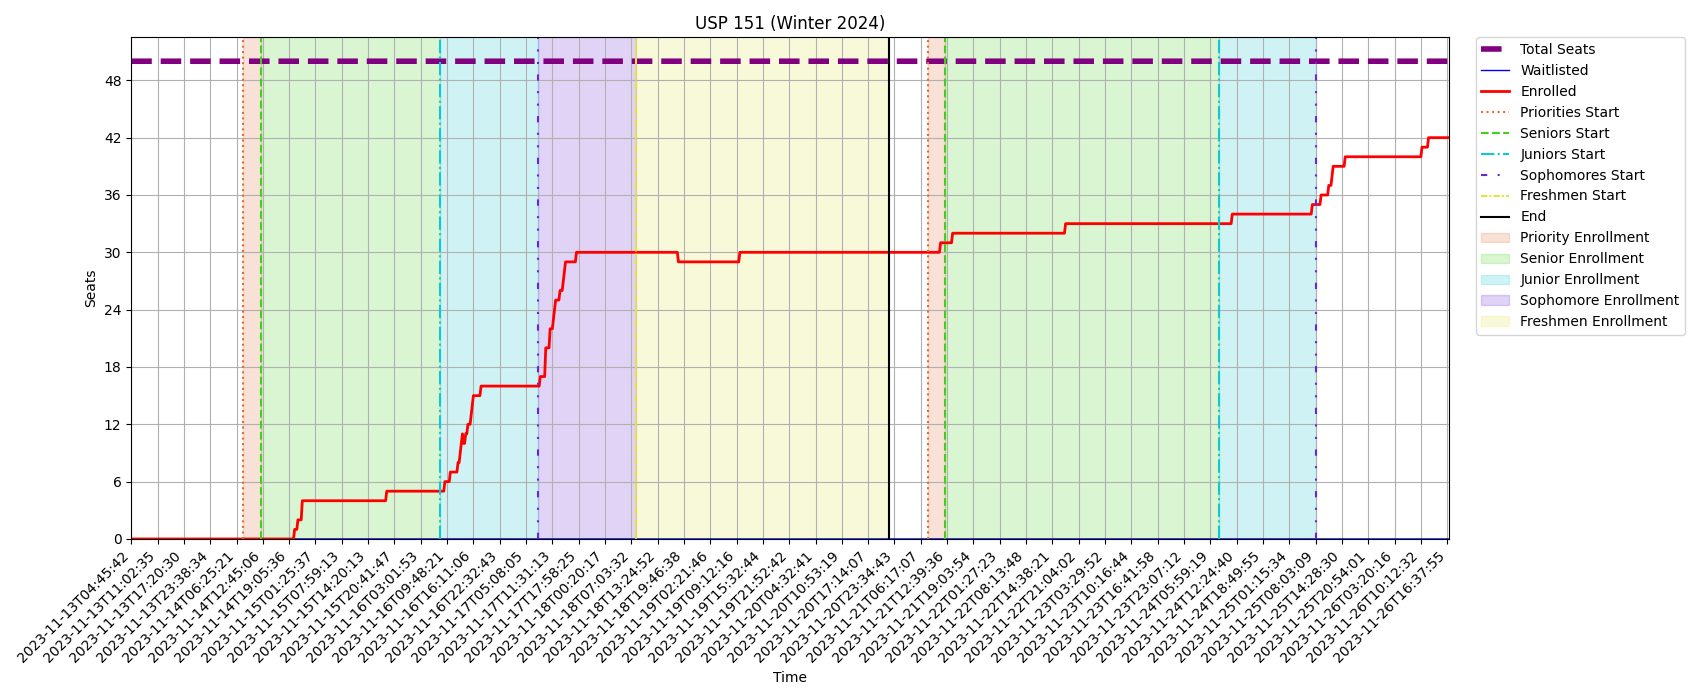 USP 151 (Winter 2024)
Seats
48
42
36
30
24
18
12
6
0
2023-11-13T04:45:42
2023-11-13T11:02:35
2023-11-13T17:20:30
2023-11-13T23:38:34
2023-11-14T06:25:21
2023-11-14T12:45:06
2023-11-14T19:05:36
2023-11-15T01:25:37
2023-11-15T07:59:13
2023-11-15T14:20:13
2023-11-15T20:41:47
2023-11-16T03:01:53
2023-11-16T09:48:21
2023-11-16T16:11:06
2023-11-16T22:32:43
2023-11-17T05:08:05
2023-11-17T11:31:13
2023-11-17T17:58:25
2023-11-18T00:20:17
2023-11-18T07:03:32
2023-11-18T13:24:52
2023-11-18T19:46:38
2023-11-19T02:21:46
2023-11-19T09:12:16
2023-11-19T15:32:44
2023-11-19T21:52:42
2023-11-20T04:32:41
2023-11-20T10:53:19
2023-11-20T17:14:07
2023-11-20T23:34:43
2023-11-21T06:17:07
2023-11-21T12:39:36
2023-11-21T19:03:54
2023-11-22T01:27:23
2023-11-22T08:13:48
2023-11-22T14:38:21
2023-11-22T21:04:02
2023-11-23T03:29:52
2023-11-23T10:16:44
2023-11-23T16:41:58
2023-11-23T23:07:12
2023-11-24T05:59:19
2023-11-24T12:24:40
2023-11-24T18:49:55
2023-11-25T01:15:34
2023-11-25T08:03:09
2023-11-25T14:28:30
2023-11-25T20:54:01
2023-11-26T03:20:16
2023-11-26T10:12:32
2023-11-26T16:37:55
Time
Total Seats
Waitlisted
Enrolled
Priorities Start
Seniors Start
Juniors Start
Sophomores Start
Freshmen Start
End
Priority Enrollment
Senior Enrollment
Junior Enrollment
Sophomore Enrollment
Freshmen Enrollment